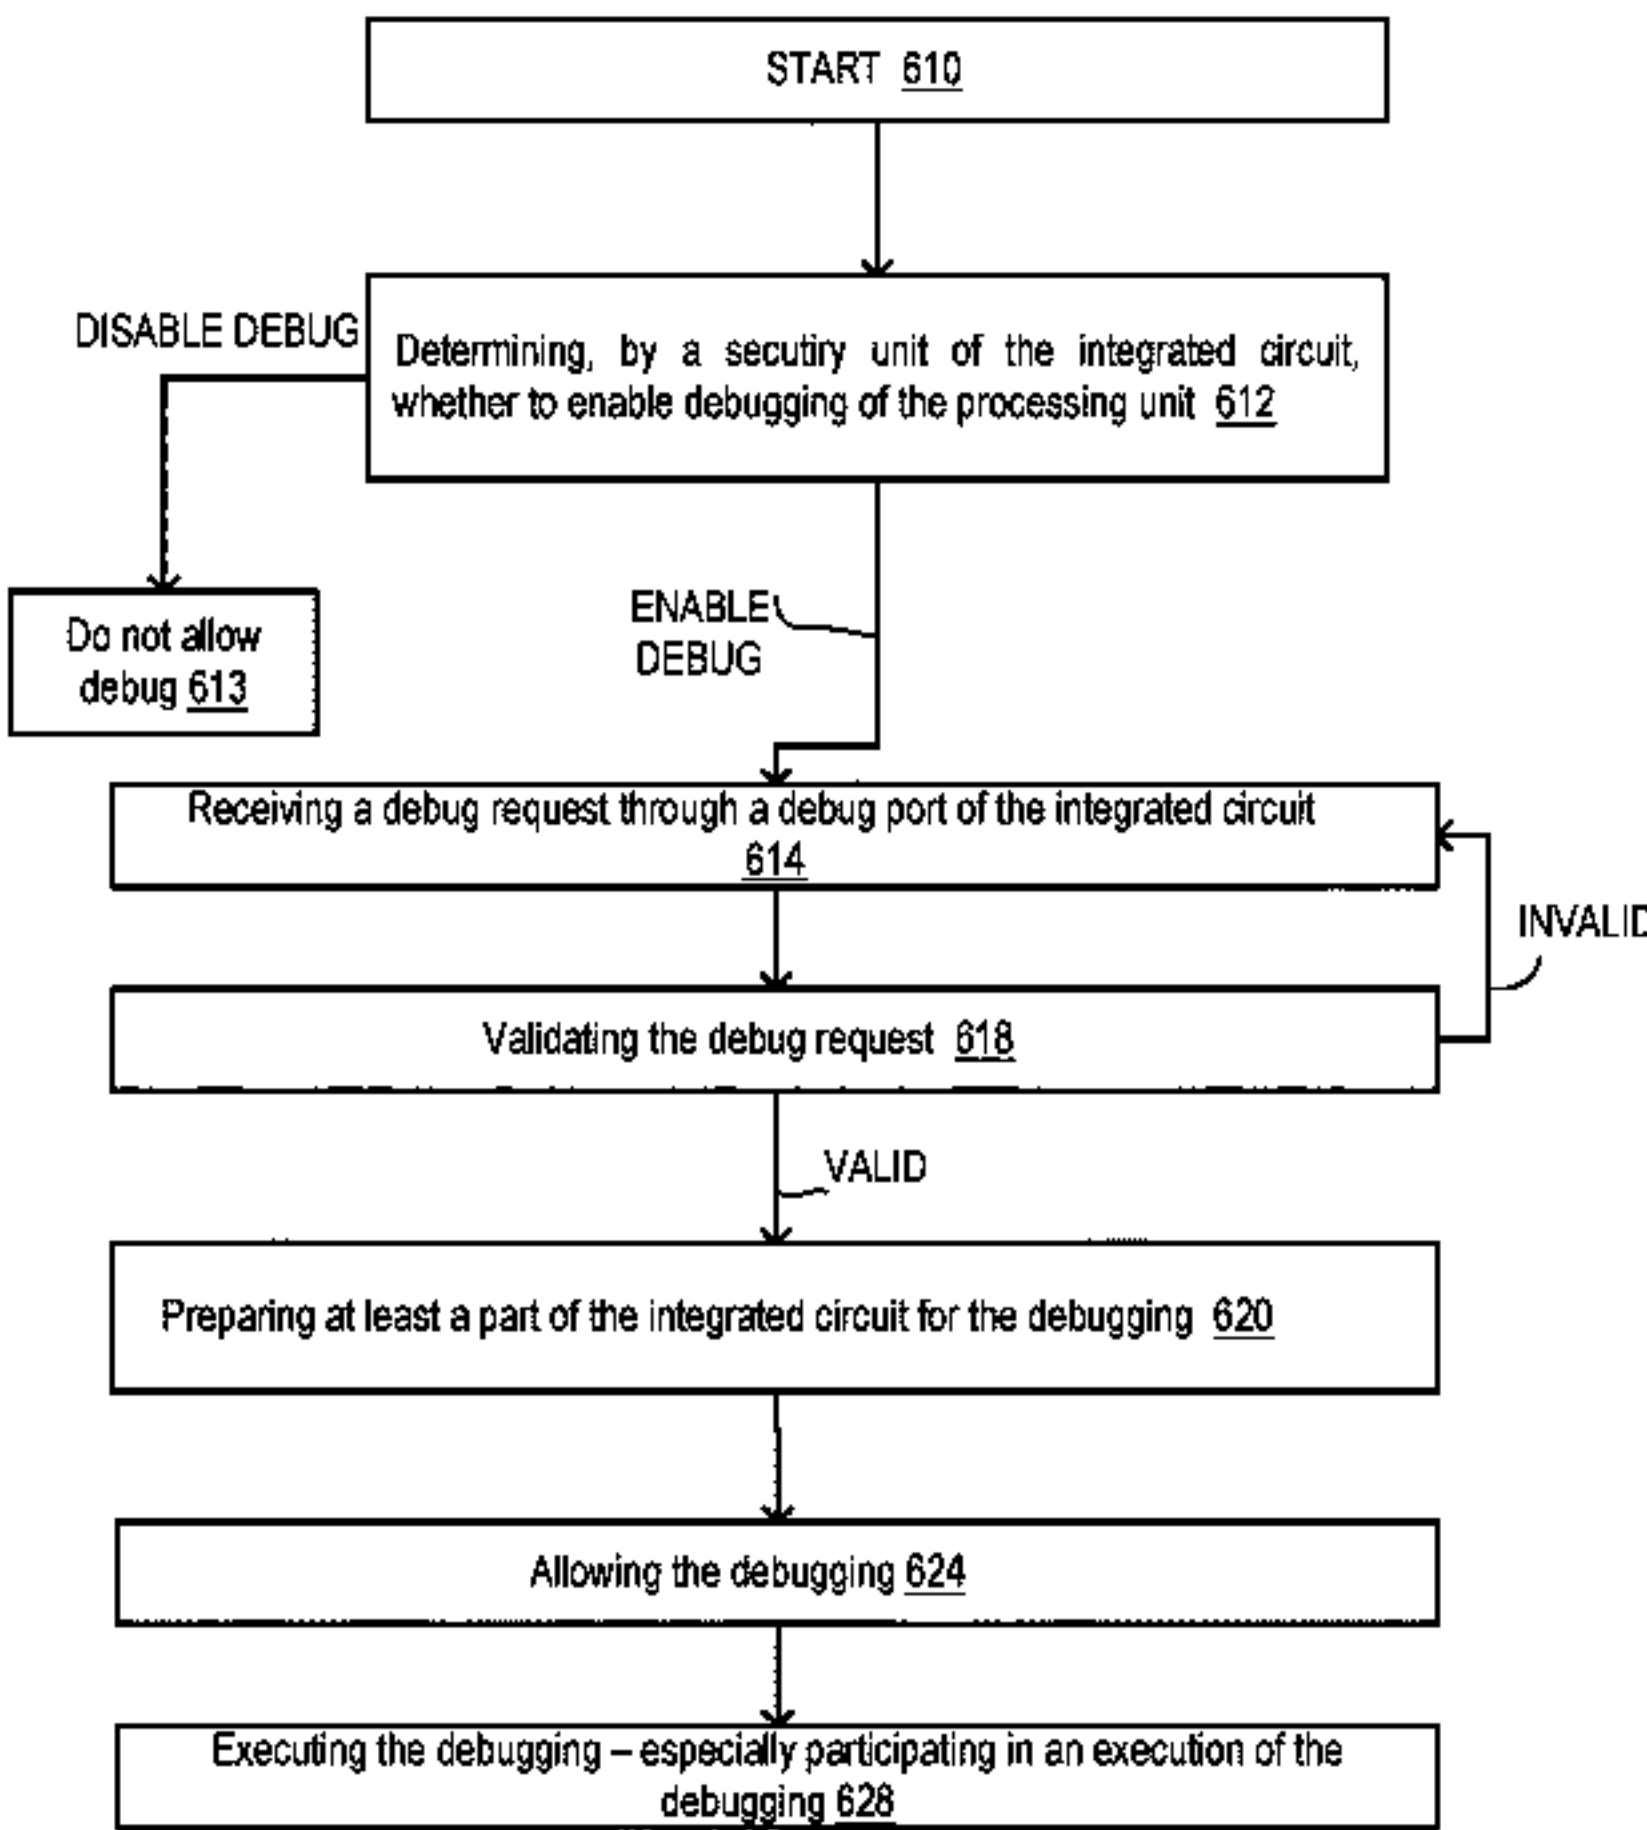 START 610
DISABLE DEBUG
Determining, by a secutiry unit of the integrated circuit,
whether to enable debugging of the processing unit 612
Do not allow
debug 613
ENABLE
DEBUG
Receiving a debug request through a debug port of the integrated circuit
614
INVALID
Validating the debug request 618
VALID
Preparing at least a part of the integrated circuit for the debugging 620
Allowing the debugging 624
Executing the debugging – especially participating in an execution of the
debugging 628